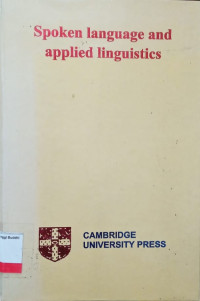 Spoken language and
applied linguistics
CAMBRIDGE
UNIVERSITY PRESS